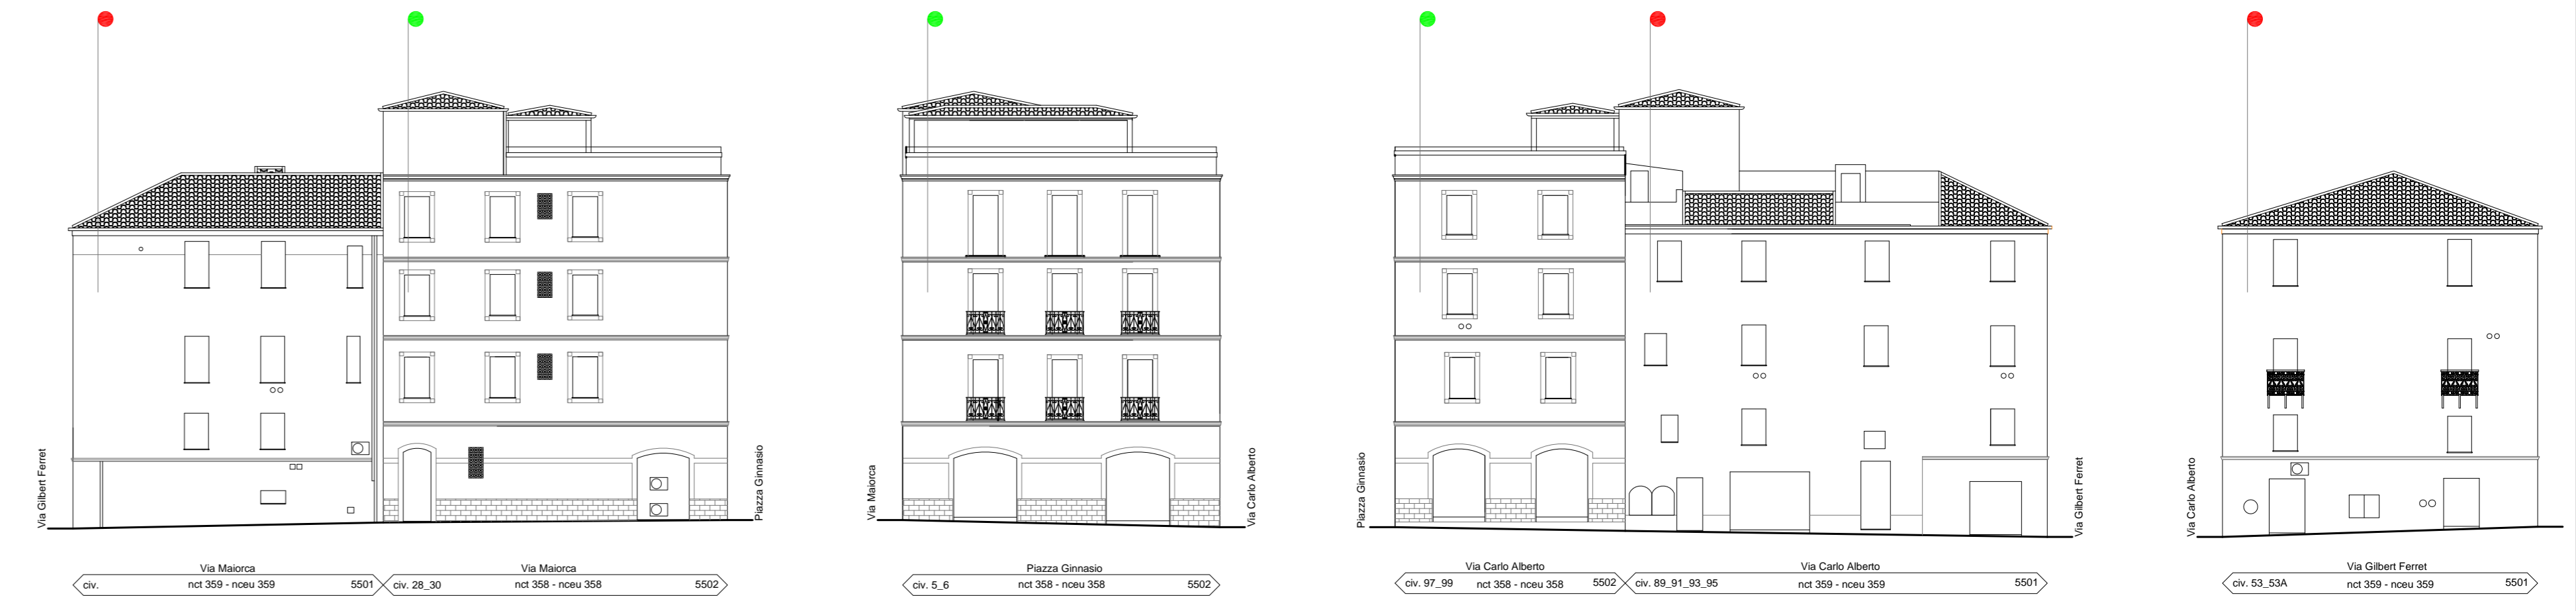 Via Gilbert Ferret
Piazza Ginnasio
Via Maiorca
Via Maiorca
civ. nct 359 - nceu 359 5501
civ. 28_30 nct 358 - nceu 358 5502
Via Maiorca
Via Carlo Alberto
Piazza Ginnasio
civ. 5_6 nct 358 - nceu 358 5502
Piazza Ginnasio
Via Gilbert Ferret
Via Carlo Alberto
Via Carlo Alberto
civ. 97_99 nct 358 - nceu 358 5502
civ. 89_91_93_95 nct 359 - nceu 359 5501
Via Carlo Alberto
Via Gilbert Ferret
civ. 53_53A nct 359 - nceu 359 5501